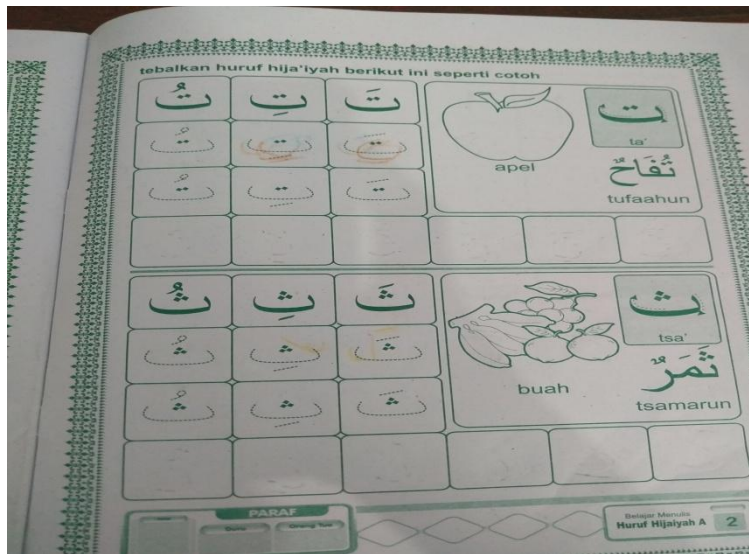 tebalkan huruf hija'iyah berikut ini seperti cotoh
تَ تِ تُ
ت
ta'
apel
تُفَاحٌ
tufaahun
تَ تِ تُ
تَ تِ تُ
ثَ ثِ ثُ
ث
tsa'
buah
ثَمَرٌ
tsamarun
ثَ ثِ ثُ
ثَ ثِ ثُ
PARAF
Guru
Orang Tua
Belajar Menulis
Huruf Hijaiyah A
2